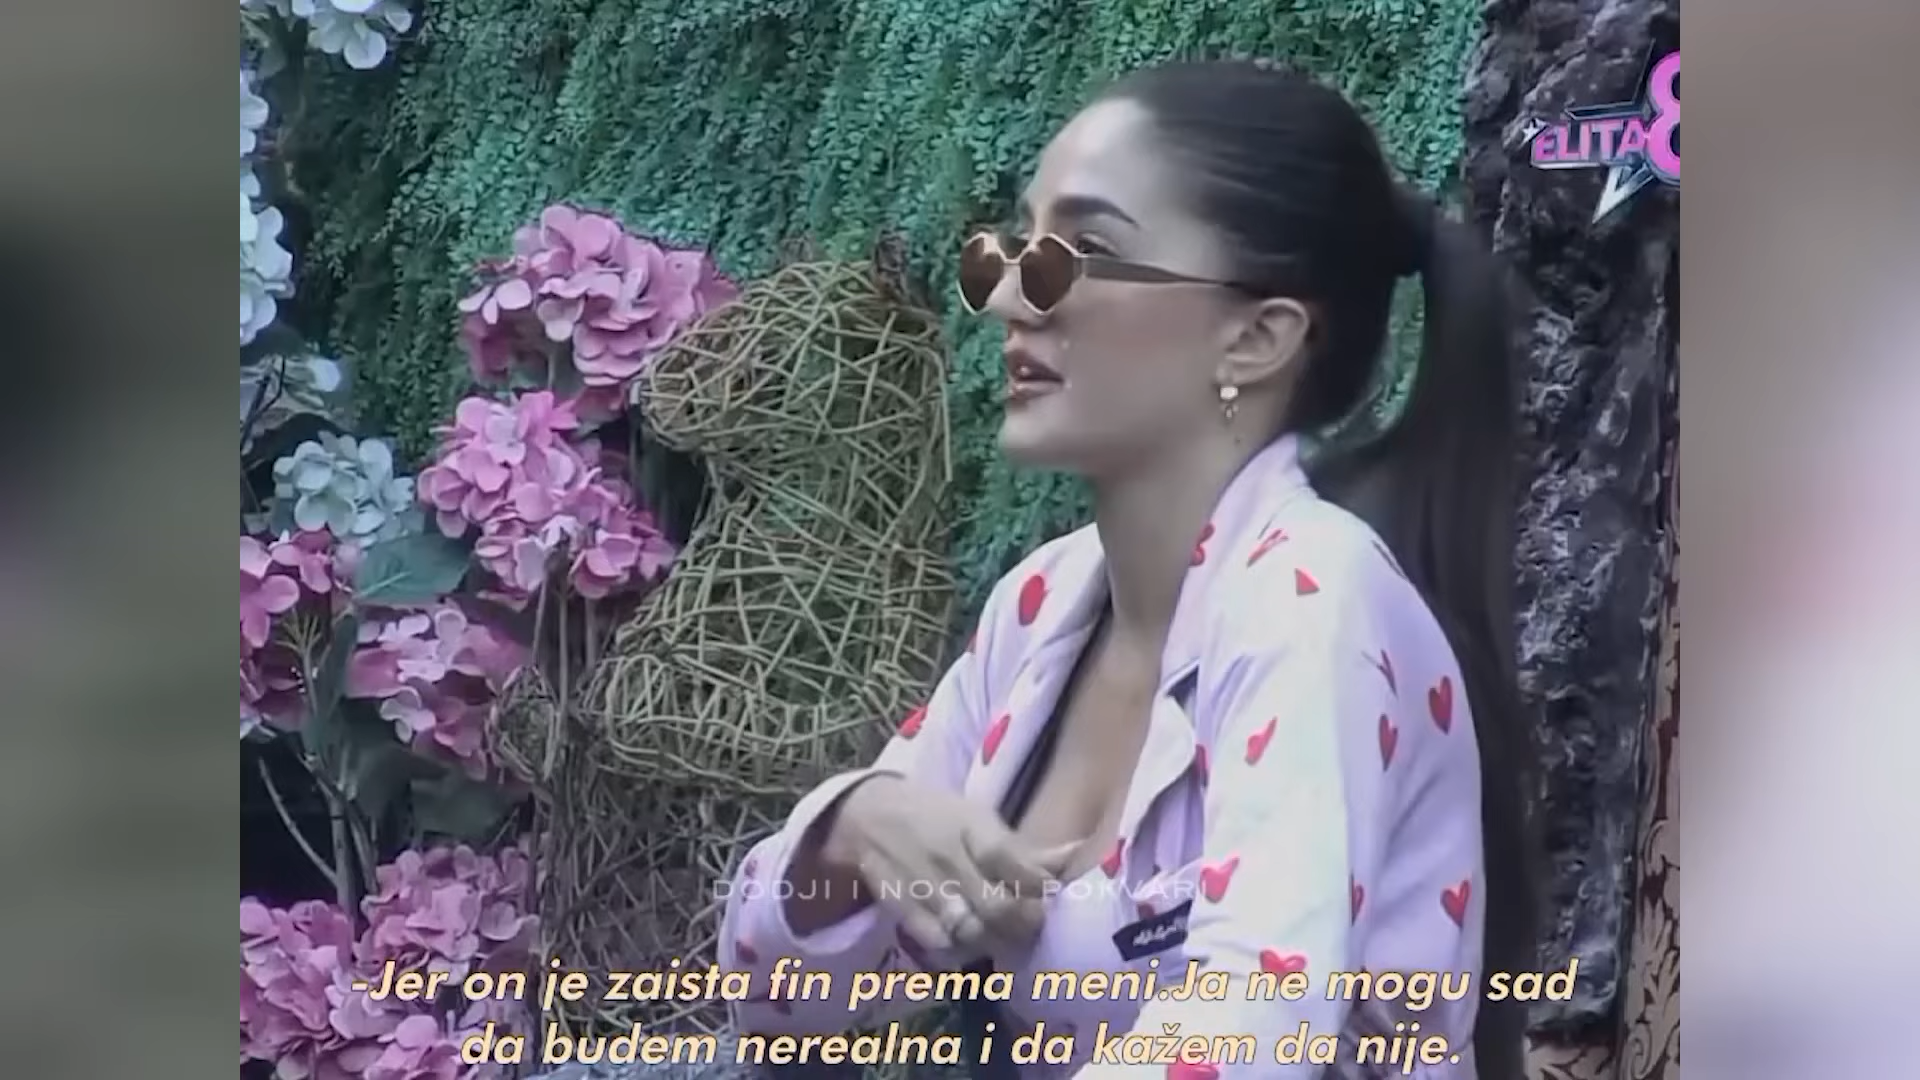 ELITA 8
DODJI I NOC MI POKVARI
-Jer on je zaista fin prema meni.Ja ne mogu sad
da budem nerealna i da kažem da nije.